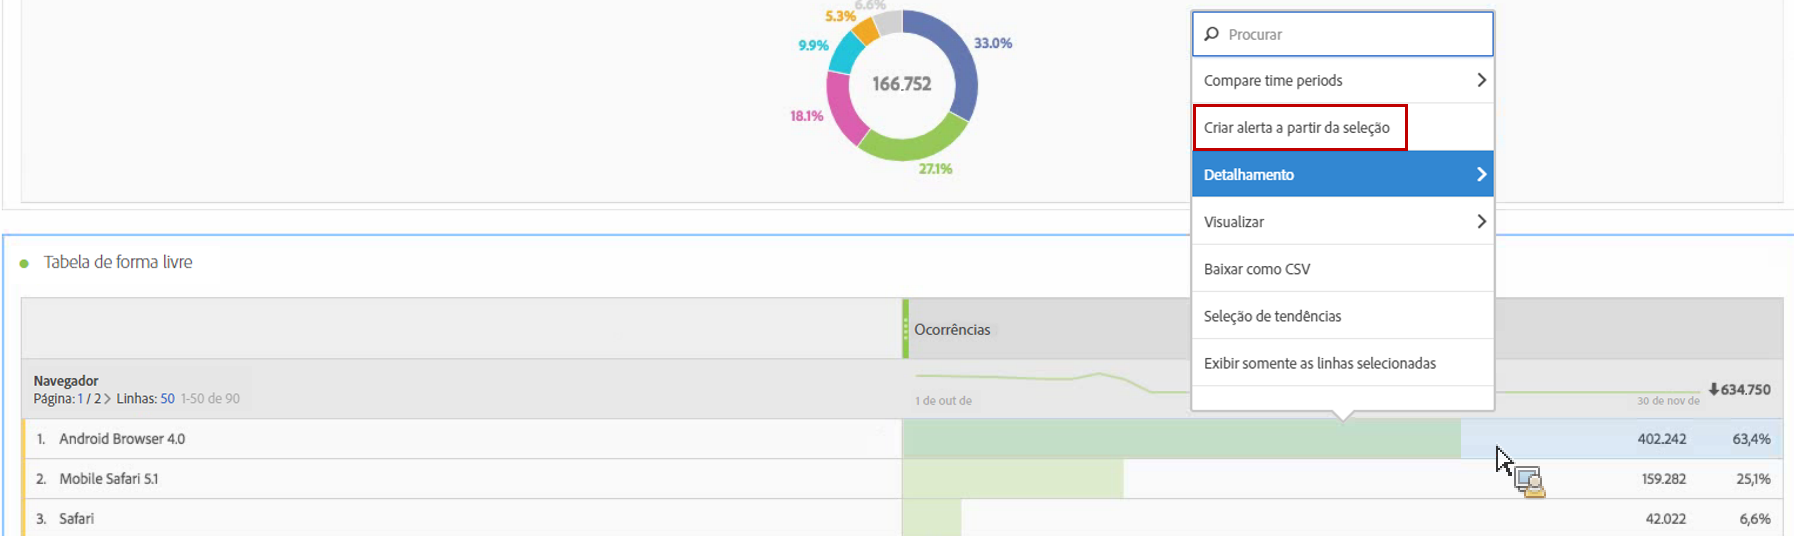 6.6%
5.3%
9.9%
33.0%
166.752
18.1%
27.1%
Procurar
Compare time periods
Criar alerta a partir da seleção
Detalhamento
Visualizar
Baixar como CSV
Seleção de tendências
Exibir somente as linhas selecionadas
Tabela de forma livre
Ocorrências
Navegador
Página: 1 / 2 > Linhas: 50 1-50 de 90
1 de out de
30 de nov de
634.750
1. Android Browser 4.0 402.242 63,4%
2. Mobile Safari 5.1 159.282 25,1%
3. Safari 42.022 6,6%